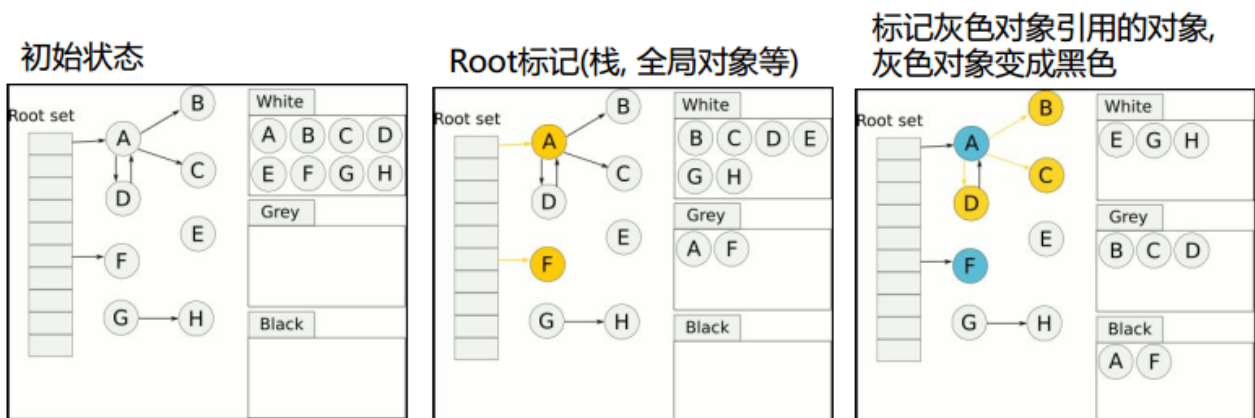 初始状态
Root set
A
B
C
D
E
F
G
H
White
A B C D
E F G H
Grey
Black
Root标记(栈, 全局对象等)
Root set
A
B
C
D
E
F
G
H
White
B C D E
G H
Grey
A F
Black
标记灰色对象引用的对象,
灰色对象变成黑色
Root set
A
B
C
D
E
F
G
H
White
E G H
Grey
B C D
Black
A F